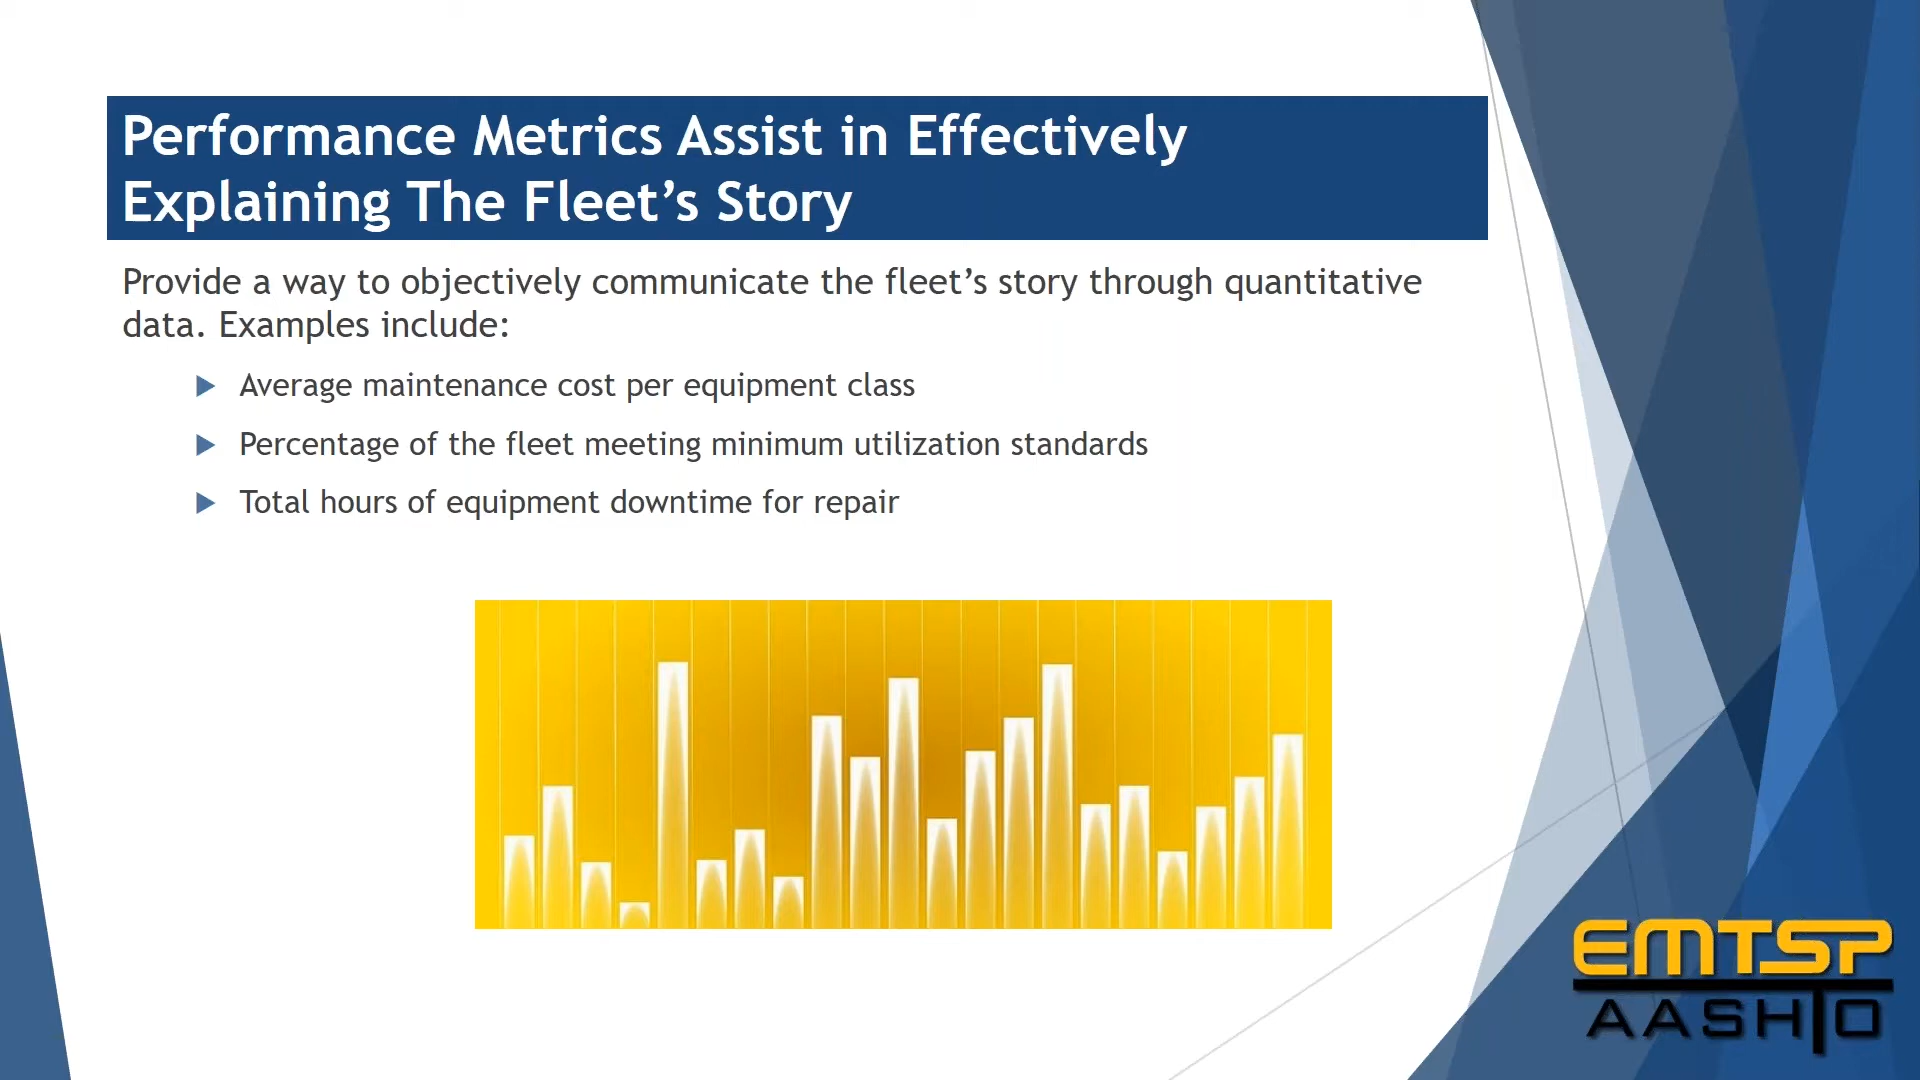 Performance Metrics Assist in Effectively
Explaining The Fleet’s Story
Provide a way to objectively communicate the fleet’s story through quantitative
data. Examples include:
Average maintenance cost per equipment class
Percentage of the fleet meeting minimum utilization standards
Total hours of equipment downtime for repair
EMTSP
AASHTO